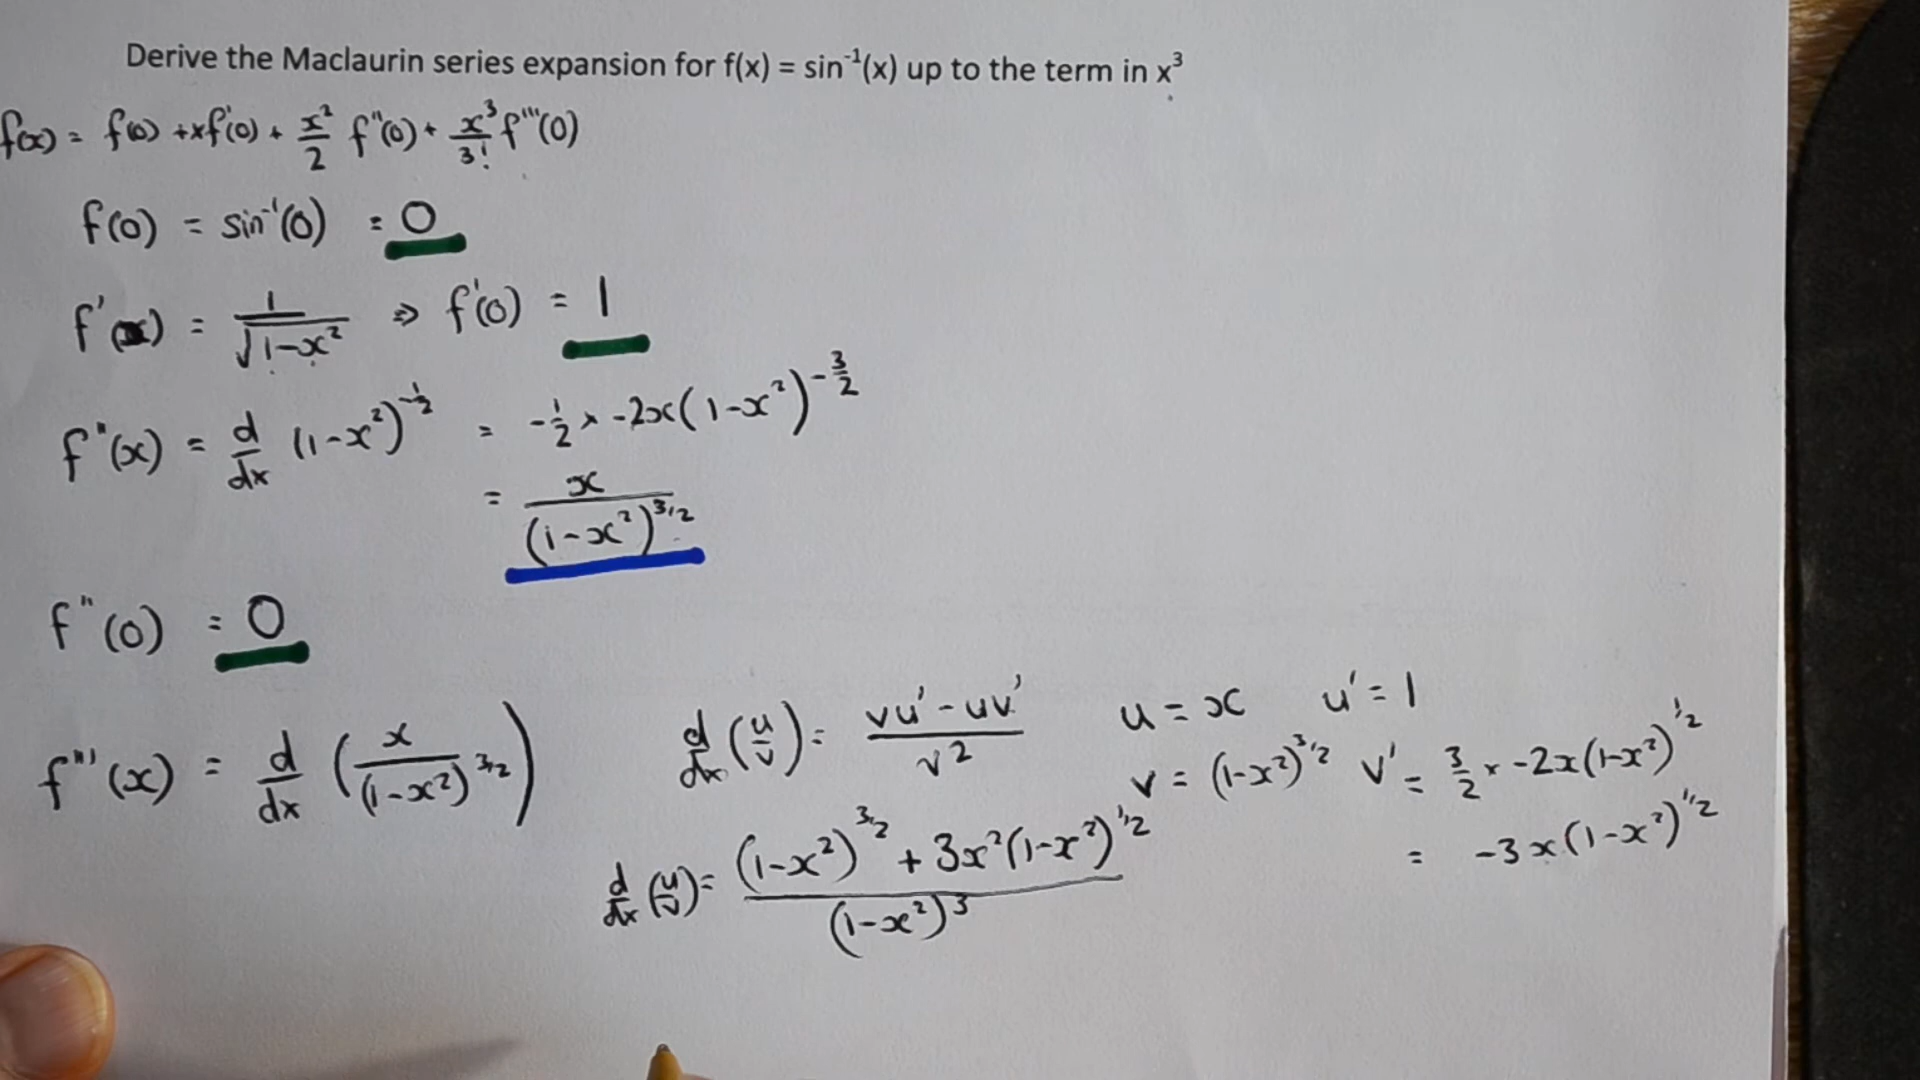 Derive the Maclaurin series expansion for f(x) = sin⁻¹(x) up to the term in x³
f(x) = f(0) + xf'(0) + x²/2 f''(0) + x³/3! f'''(0)
f(0) = sin⁻¹(0) = 0
f'(x) = 1/√(1-x²) ⇒ f'(0) = 1
f''(x) = d/dx (1-x²)^(-1/2) = -1/2 × -2x(1-x²)^(-3/2)
= x/(1-x²)^(3/2)
f''(0) = 0
f'''(x) = d/dx (x/(1-x²)^(3/2)) d/dx (u/v) = (vu' - uv')/v² u = x u' = 1
v = (1-x²)^(3/2) v' = 3/2 × -2x(1-x²)^(1/2)
= -3x(1-x²)^(1/2)
d/dx (u/v) = ((1-x²)^(3/2) + 3x²(1-x²)^(1/2))/(1-x²)³